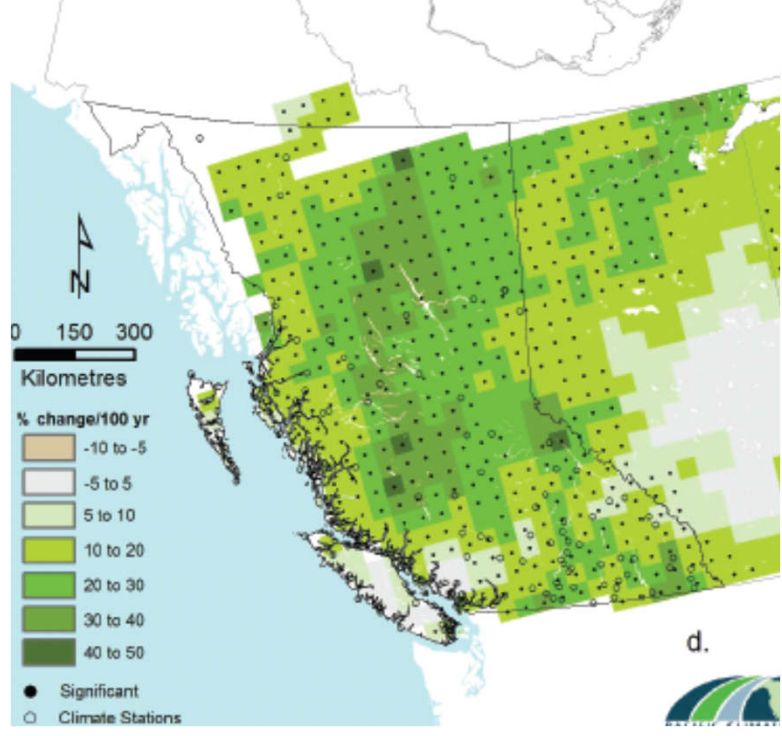 N
0 150 300
Kilometres
% change/100 yr
-10 to -5
-5 to 5
5 to 10
10 to 20
20 to 30
30 to 40
40 to 50
Significant
Climate Stations
d.